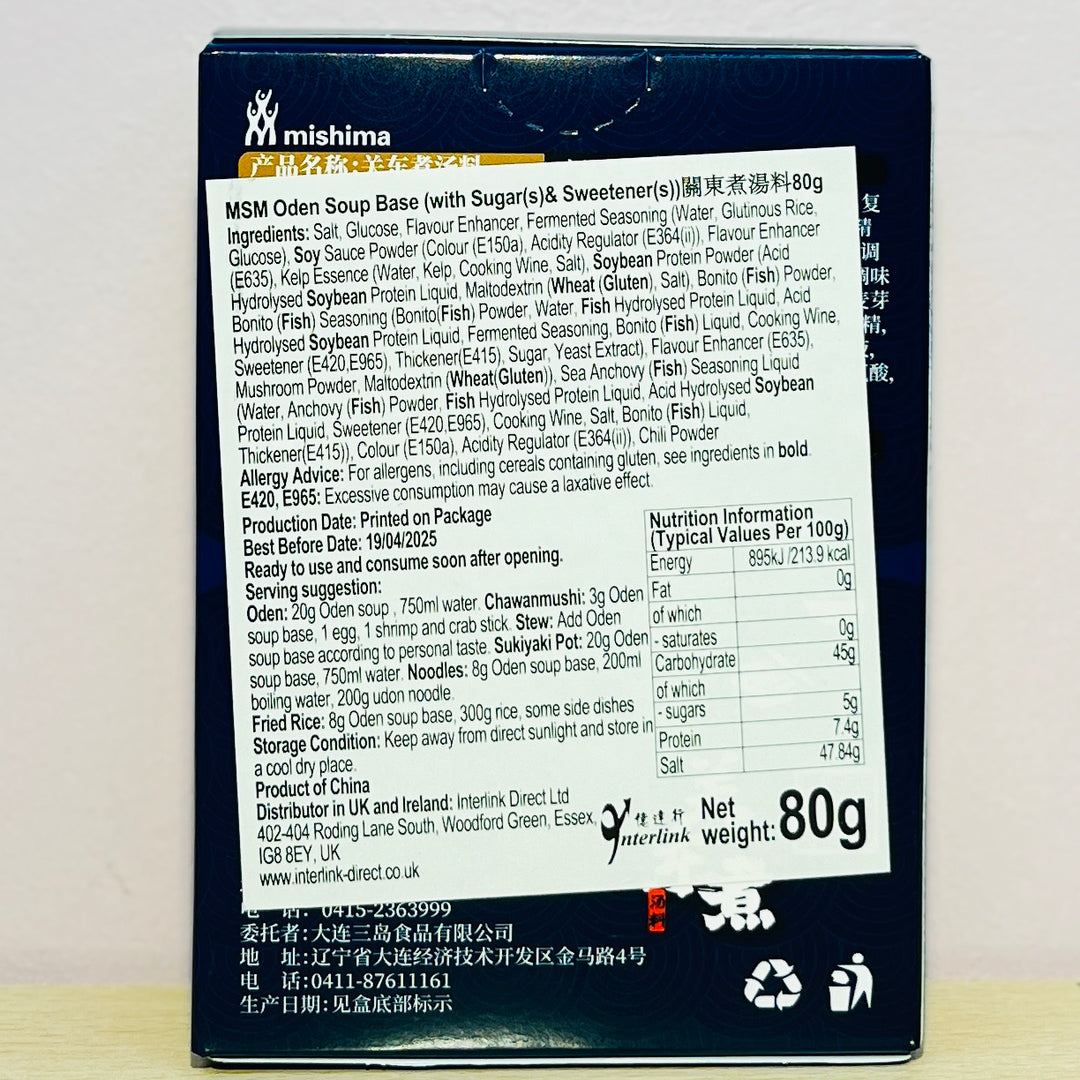 mishima
产品名称:关东煮汤料
MSM Oden Soup Base (with Sugar(s)& Sweetener(s))關東煮湯料80g
Ingredients: Salt, Glucose, Flavour Enhancer, Fermented Seasoning (Water, Glutinous Rice,
Glucose), Soy Sauce Powder (Colour (E150a), Acidity Regulator (E364(ii)), Flavour Enhancer
(E635), Kelp Essence (Water, Kelp, Cooking Wine, Salt), Soybean Protein Powder (Acid
Hydrolysed Soybean Protein Liquid, Maltodextrin (Wheat (Gluten), Salt), Bonito (Fish) Powder,
Bonito (Fish) Seasoning (Bonito(Fish) Powder, Water, Fish Hydrolysed Protein Liquid, Acid
Hydrolysed Soybean Protein Liquid, Fermented Seasoning, Bonito (Fish) Liquid, Cooking Wine,
Sweetener (E420,E965), Thickener(E415), Sugar, Yeast Extract), Flavour Enhancer (E635),
Mushroom Powder, Maltodextrin (Wheat(Gluten)), Sea Anchovy (Fish) Seasoning Liquid
(Water, Anchovy (Fish) Powder, Fish Hydrolysed Protein Liquid, Acid Hydrolysed Soybean
Protein Liquid, Sweetener (E420,E965), Cooking Wine, Salt, Bonito (Fish) Liquid,
Thickener(E415)), Colour (E150a), Acidity Regulator (E364(ii)), Chili Powder
Allergy Advice: For allergens, including cereals containing gluten, see ingredients in bold.
E420, E965: Excessive consumption may cause a laxative effect.
Production Date: Printed on Package
Best Before Date: 19/04/2025
Ready to use and consume soon after opening.
Serving suggestion:
Oden: 20g Oden soup , 750ml water. Chawanmushi: 3g Oden
soup base, 1 egg, 1 shrimp and crab stick. Stew: Add Oden
soup base according to personal taste. Sukiyaki Pot: 20g Oden
soup base, 750ml water. Noodles: 8g Oden soup base, 200ml
boiling water, 200g udon noodle.
Fried Rice: 8g Oden soup base, 300g rice, some side dishes
Storage Condition: Keep away from direct sunlight and store in
a cool dry place.
Product of China
Distributor in UK and Ireland: Interlink Direct Ltd
402-404 Roding Lane South, Woodford Green, Essex,
IG8 8EY, UK
www.interlink-direct.co.uk
Nutrition Information
(Typical Values Per 100g)
Energy 895kJ /213.9 kcal
Fat 0g
of which
- saturates 0g
Carbohydrate 45g
of which
- sugars 5g
Protein 7.4g
Salt 47.84g
億達行
Interlink
Net
weight: 80g
复
精
调
味
麦芽
精,
酸,
煮
汤料
电 话: 0415-2363999
委托者:大连三岛食品有限公司
地 址:辽宁省大连经济技术开发区金马路4号
电 话:0411-87611161
生产日期:见盒底部标示